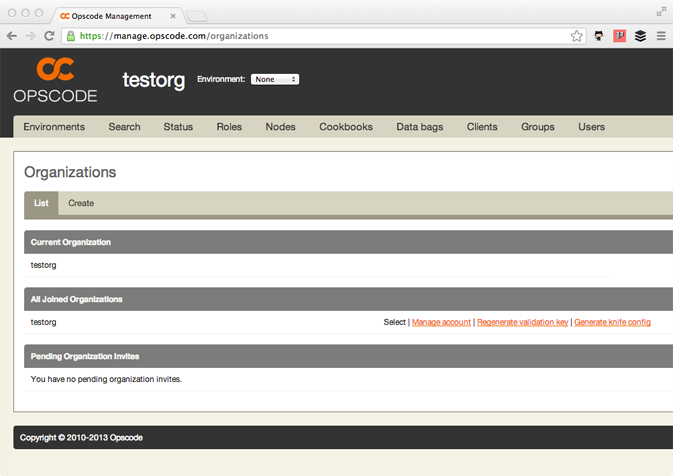 Opscode Management
https://manage.opscode.com/organizations
OPSCODE
testorg
Environment:
None
Environments
Search
Status
Roles
Nodes
Cookbooks
Data bags
Clients
Groups
Users
Organizations
List
Create
Current Organization
testorg
All Joined Organizations
testorg
Select | Manage account | Regenerate validation key | Generate knife config
Pending Organization Invites
You have no pending organization invites.
Copyright © 2010-2013 Opscode